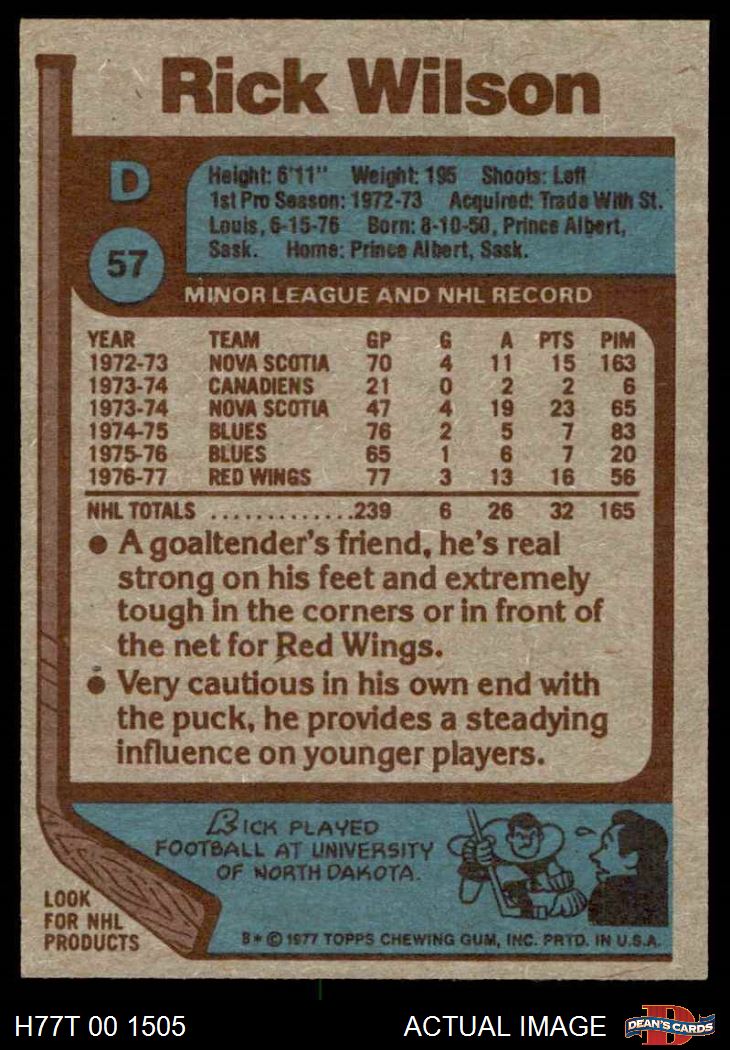 Rick Wilson
D
57
Height: 6'11" Weight: 195 Shoots: Left
1st Pro Season: 1972-73 Acquired: Trade With St.
Louis, 6-15-76 Born: 8-10-50, Prince Albert,
Sask. Home: Prince Albert, Sask.
MINOR LEAGUE AND NHL RECORD
YEAR TEAM GP G A PTS PIM
1972-73 NOVA SCOTIA 70 4 11 15 163
1973-74 CANADIENS 21 0 2 2 6
1973-74 NOVA SCOTIA 47 4 19 23 65
1974-75 BLUES 76 2 5 7 83
1975-76 BLUES 65 1 6 7 20
1976-77 RED WINGS 77 3 13 16 56
NHL TOTALS .............239 6 26 32 165
• A goaltender's friend, he's real
strong on his feet and extremely
tough in the corners or in front of
the net for Red Wings.
• Very cautious in his own end with
the puck, he provides a steadying
influence on younger players.
RICK PLAYED
FOOTBALL AT UNIVERSITY
OF NORTH DAKOTA.
LOOK
FOR NHL
PRODUCTS
B* © 1977 TOPPS CHEWING GUM, INC. PRTD. IN U.S.A.
H77T 00 1505 ACTUAL IMAGE
D
DEAN'S CARDS